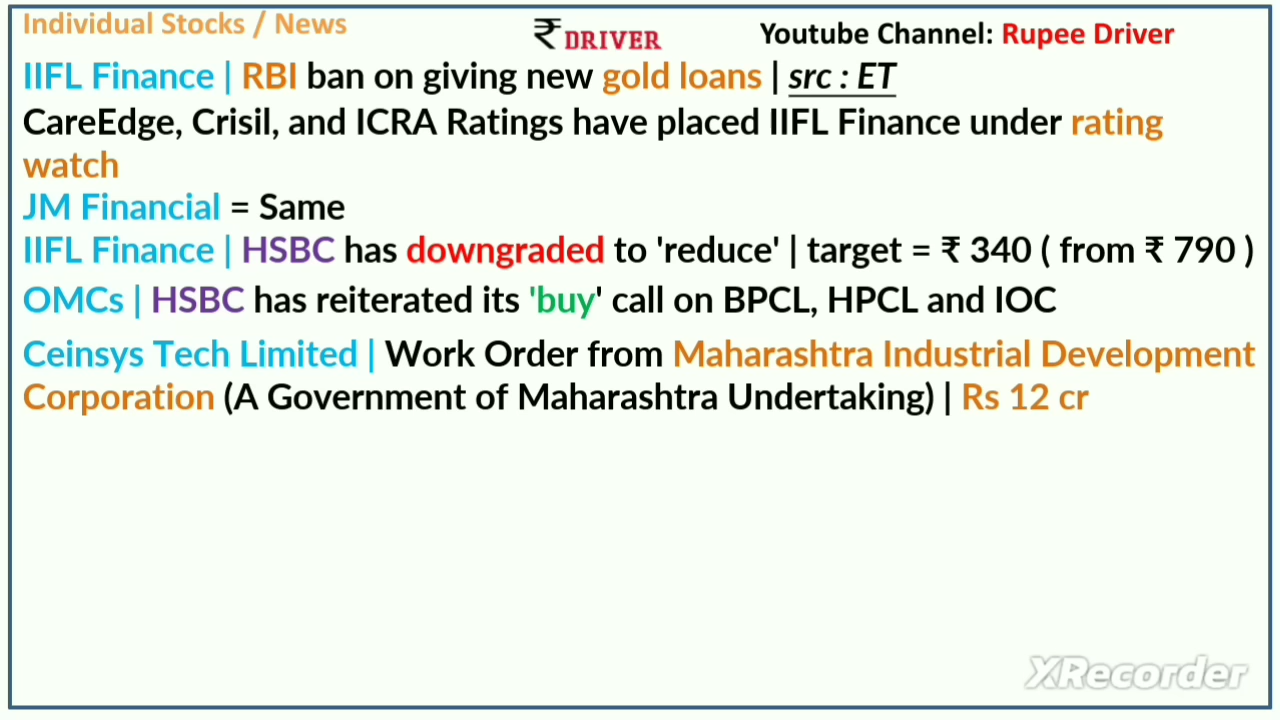 Individual Stocks / News
₹ DRIVER
Youtube Channel: Rupee Driver
IIFL Finance | RBI ban on giving new gold loans | src : ET
CareEdge, Crisil, and ICRA Ratings have placed IIFL Finance under rating
watch
JM Financial = Same
IIFL Finance | HSBC has downgraded to 'reduce' | target = ₹ 340 ( from ₹ 790 )
OMCs | HSBC has reiterated its 'buy' call on BPCL, HPCL and IOC
Ceinsys Tech Limited | Work Order from Maharashtra Industrial Development
Corporation (A Government of Maharashtra Undertaking) | Rs 12 cr
XRecorder